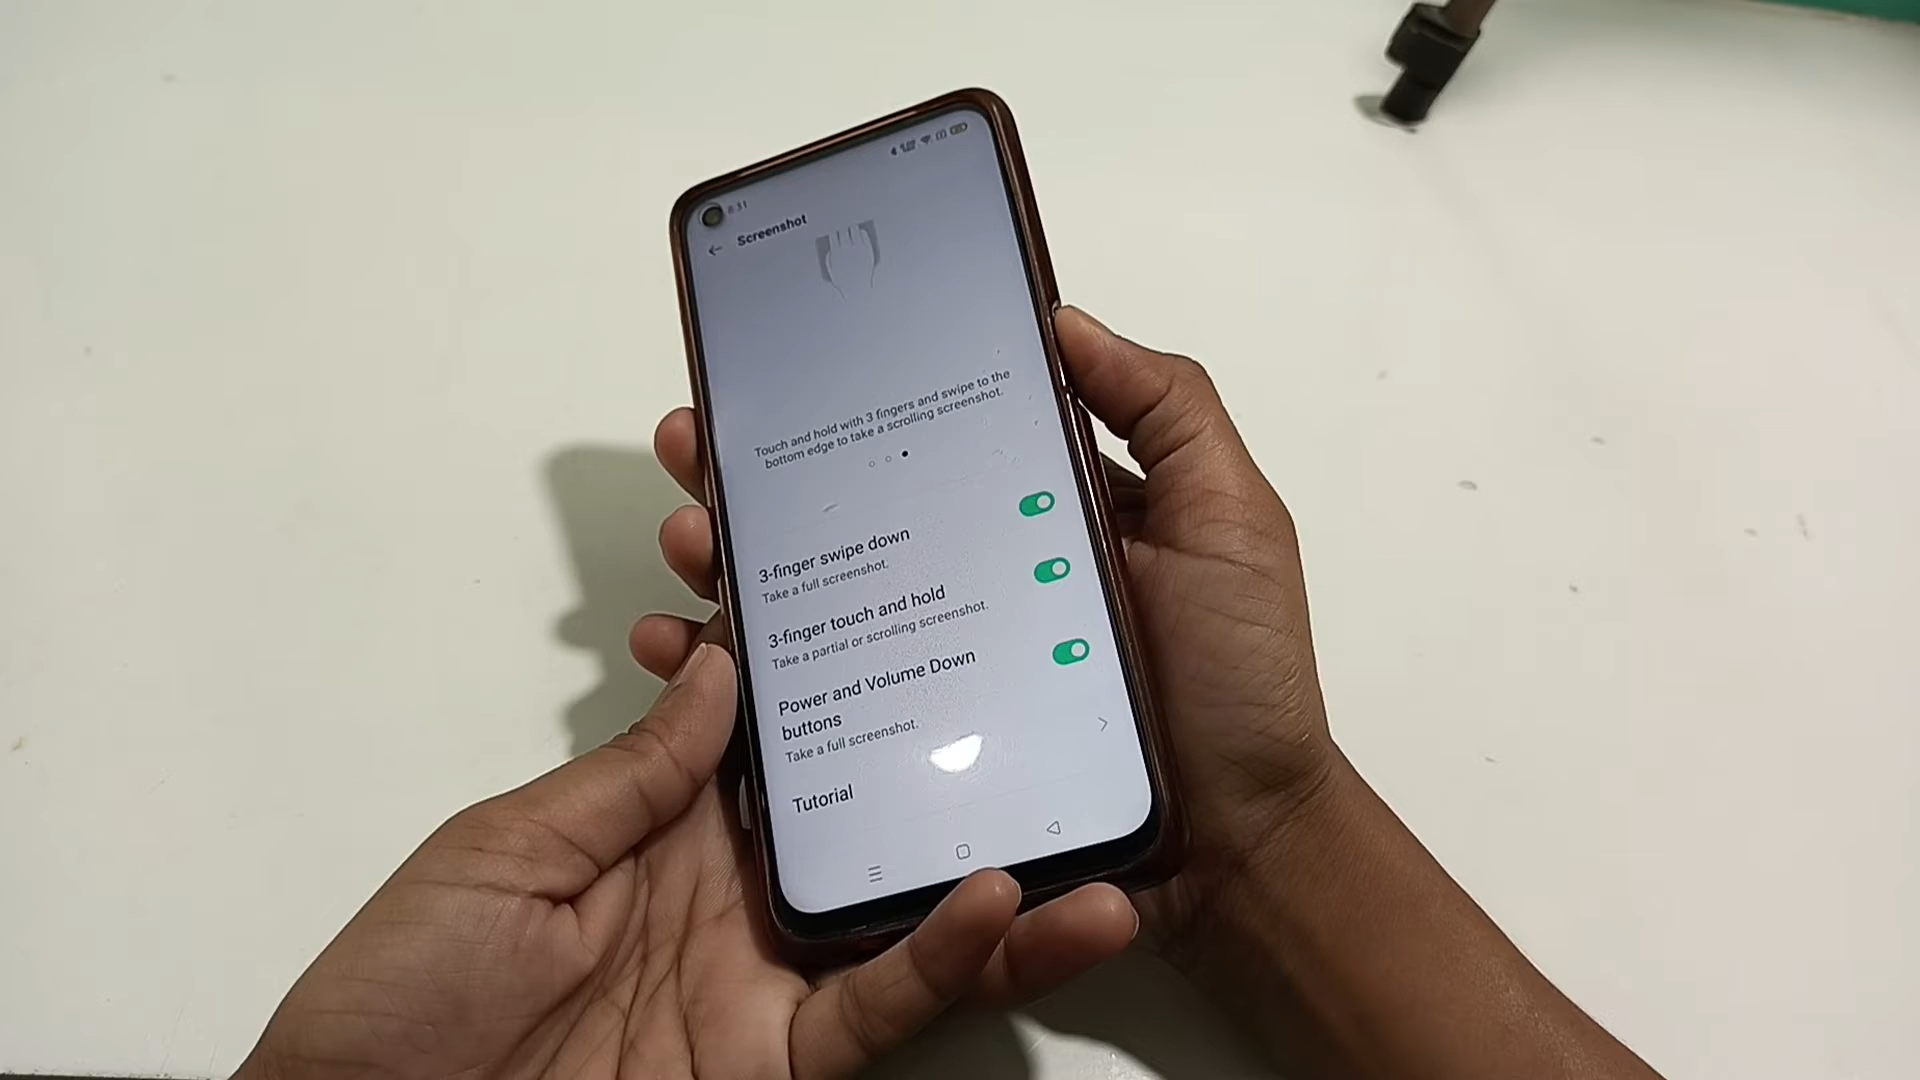 8:31
Screenshot
Touch and hold with 3 fingers and swipe to the
bottom edge to take a scrolling screenshot.
3-finger swipe down
Take a full screenshot.
3-finger touch and hold
Take a partial or scrolling screenshot.
Power and Volume Down
buttons
Take a full screenshot.
Tutorial